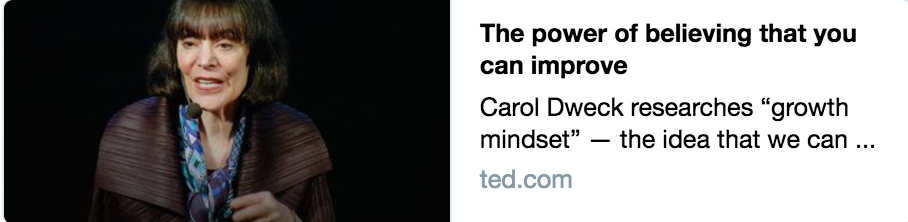 The power of believing that you
can improve
Carol Dweck researches “growth
mindset” — the idea that we can ...
ted.com